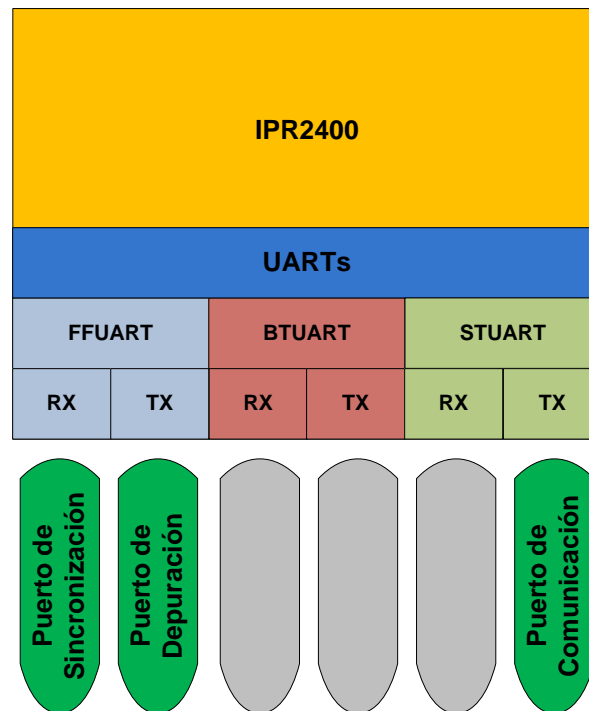 IPR2400
UARTs
FFUART
BTUART
STUART
RX
TX
RX
TX
RX
TX
Puerto de
Sincronización
Puerto de
Depuración
Puerto de
Comunicación